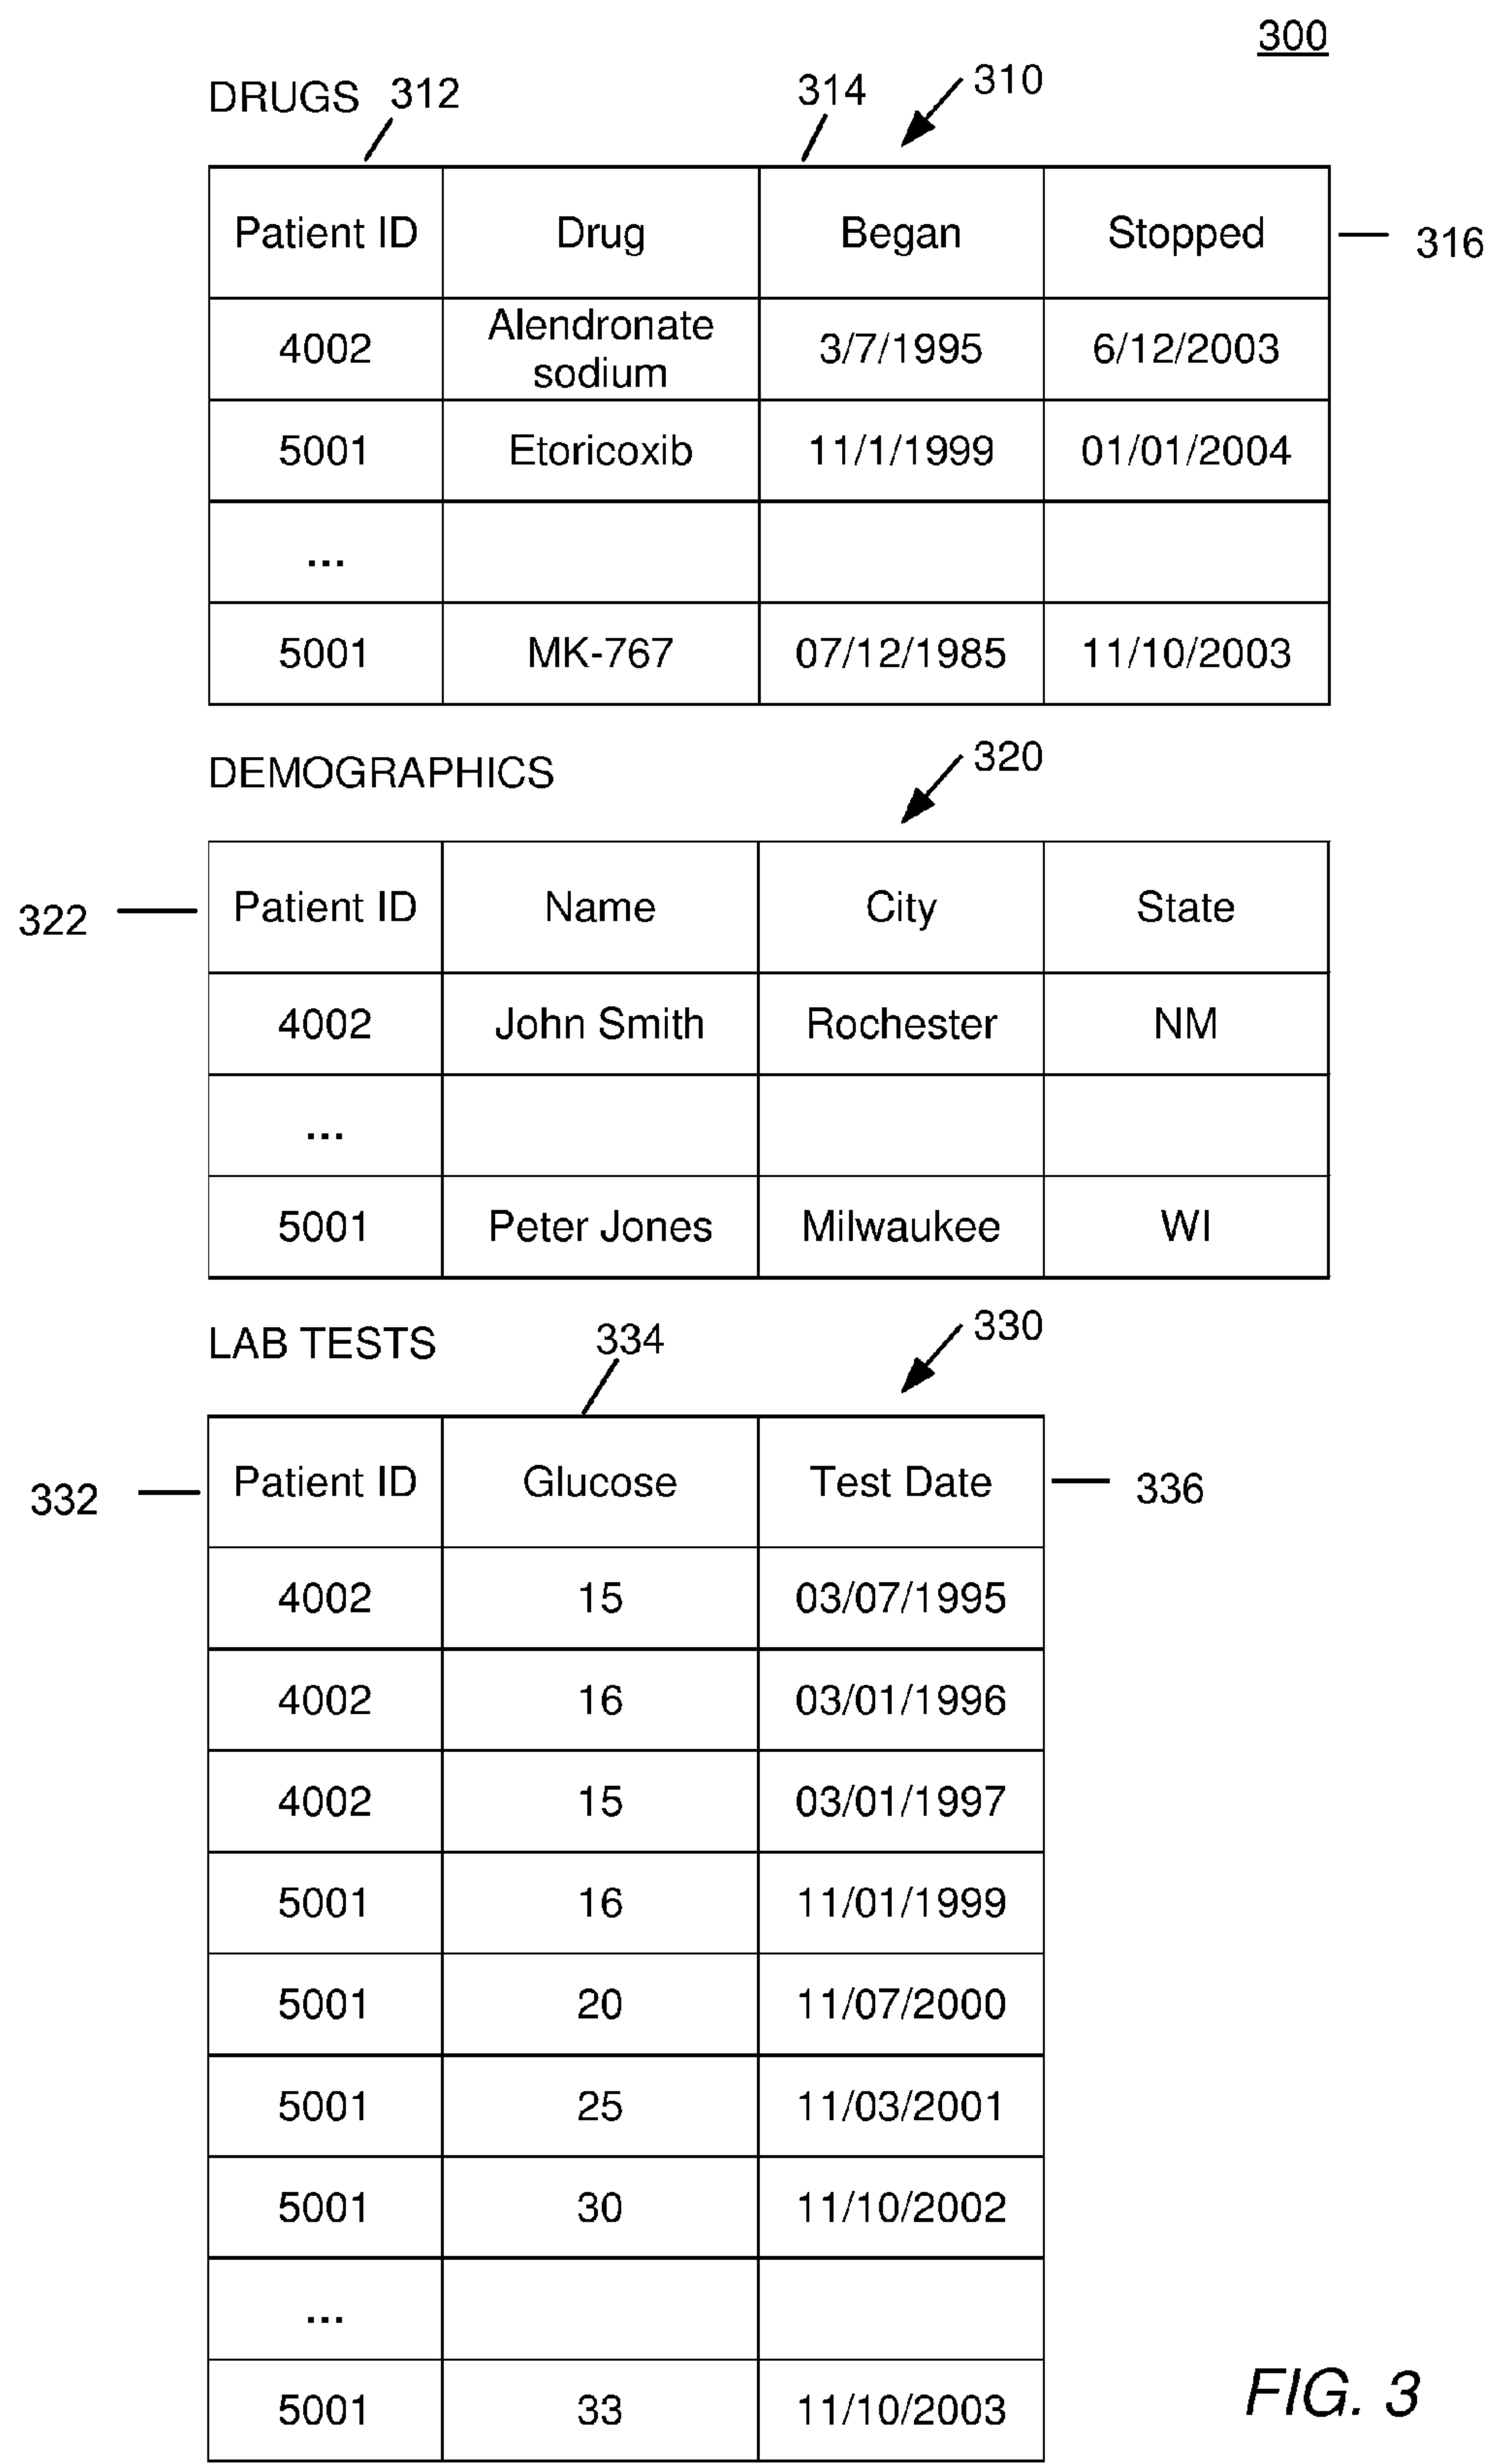 300
DRUGS 312 314 310
Patient ID Drug Began Stopped 316
4002 Alendronate sodium 3/7/1995 6/12/2003
5001 Etoricoxib 11/1/1999 01/01/2004
...
5001 MK-767 07/12/1985 11/10/2003
DEMOGRAPHICS 320
322 Patient ID Name City State
4002 John Smith Rochester NM
...
5001 Peter Jones Milwaukee WI
LAB TESTS 334 330
332 Patient ID Glucose Test Date 336
4002 15 03/07/1995
4002 16 03/01/1996
4002 15 03/01/1997
5001 16 11/01/1999
5001 20 11/07/2000
5001 25 11/03/2001
5001 30 11/10/2002
...
5001 33 11/10/2003
FIG. 3